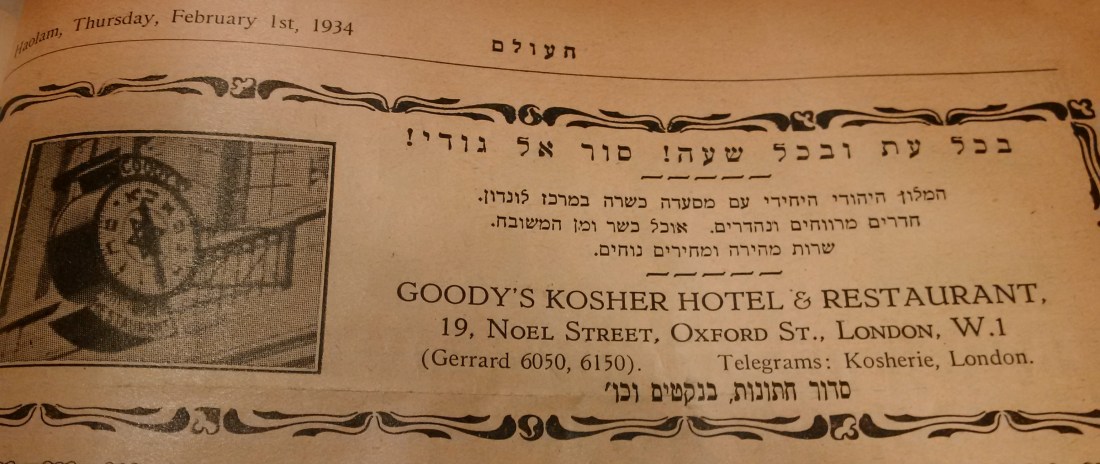 Haolam, Thursday, February 1st, 1934
העולם
בכל עת ובכל שעה! סור אל גודי!
המלון היהודי היחידי עם מסעדה כשרה במרכז לונדון.
חדרים מרווחים ונהדרים. אוכל כשר ומן המשובח.
שרות מהירה ומחירים נוחים.
GOODY'S KOSHER HOTEL & RESTAURANT,
19, NOEL STREET, OXFORD ST., LONDON, W.1
(Gerrard 6050, 6150). Telegrams: Kosherie, London.
סדור חתונות, בנקטים וכו'
GOODY'S
RESTAURANT